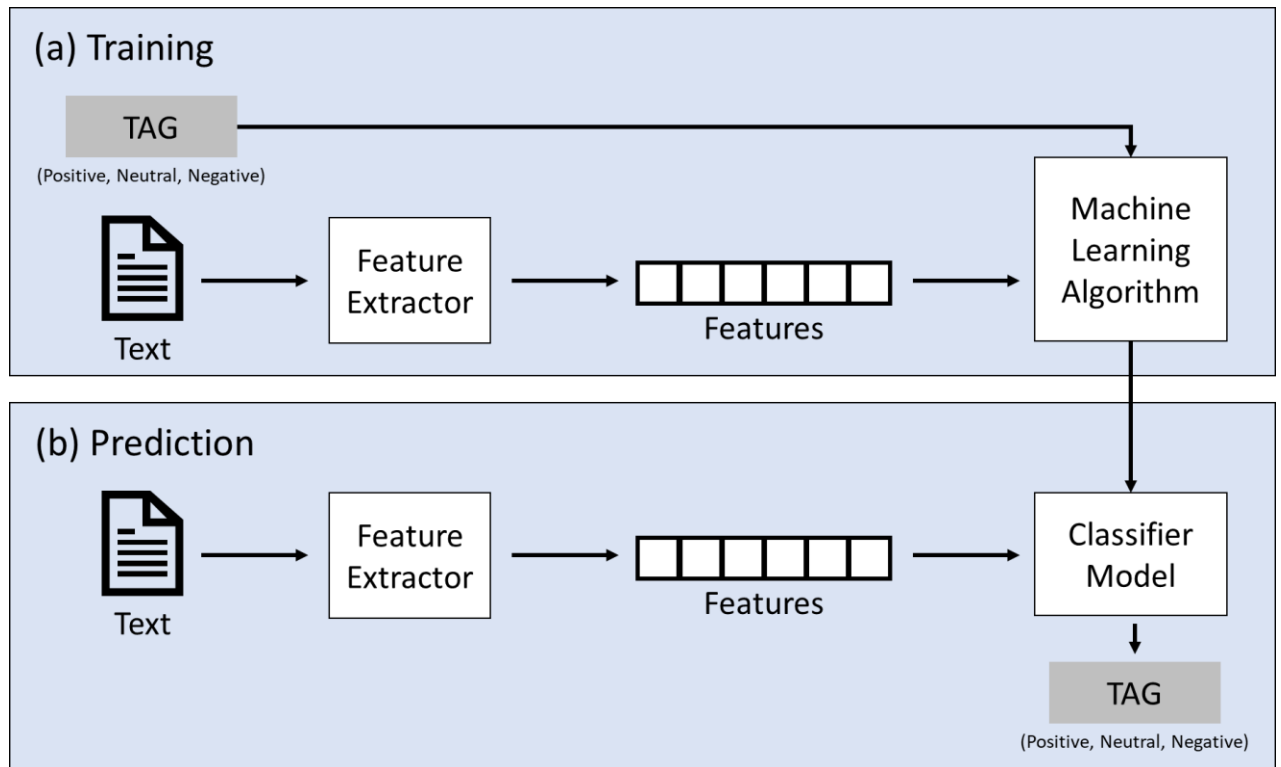 (a) Training
TAG
(Positive, Neutral, Negative)
Text
Feature
Extractor
Features
Machine
Learning
Algorithm
(b) Prediction
Text
Feature
Extractor
Features
Classifier
Model
TAG
(Positive, Neutral, Negative)